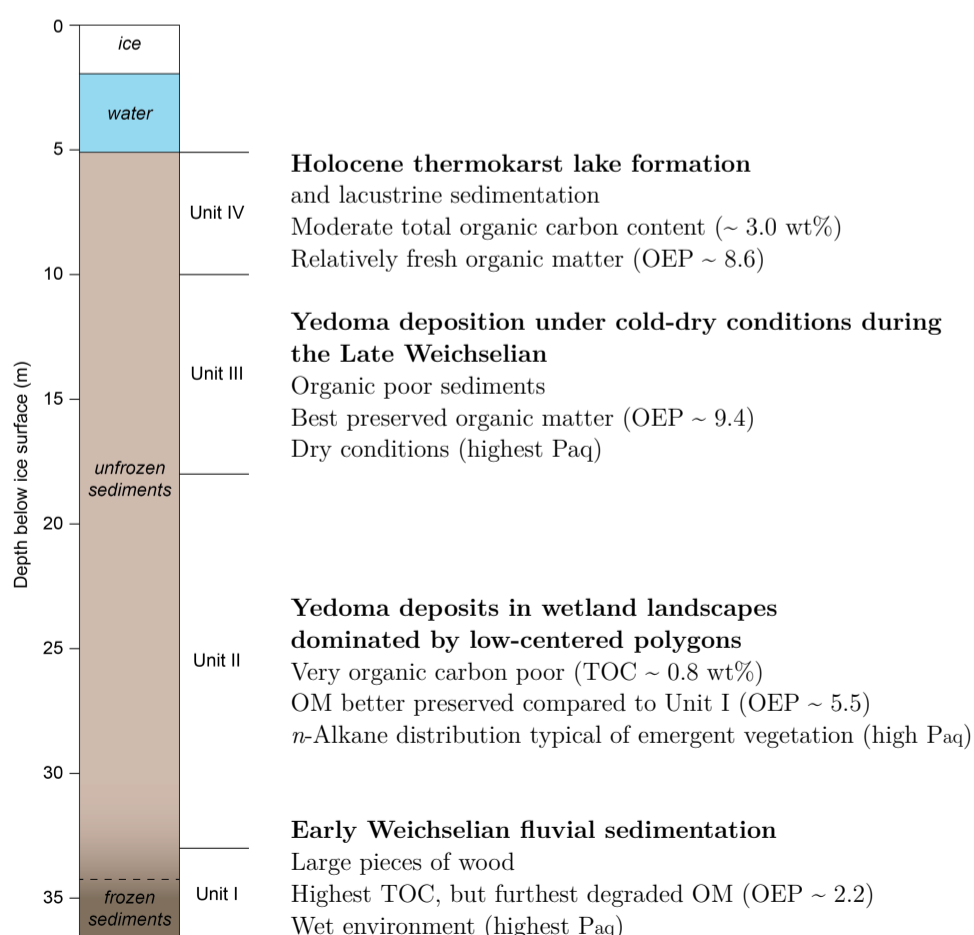 0
ice
water
5
Holocene thermokarst lake formation
and lacustrine sedimentation
Unit IV
Moderate total organic carbon content (~ 3.0 wt%)
Relatively fresh organic matter (OEP ~ 8.6)
10
Yedoma deposition under cold-dry conditions during
the Late Weichselian
Unit III
Organic poor sediments
15
Best preserved organic matter (OEP ~ 9.4)
Dry conditions (highest Paq)
Depth below ice surface (m)
unfrozen
sediments
20
Yedoma deposits in wetland landscapes
dominated by low-centered polygons
25
Unit II
Very organic carbon poor (TOC ~ 0.8 wt%)
OM better preserved compared to Unit I (OEP ~ 5.5)
n-Alkane distribution typical of emergent vegetation (high Paq)
30
Early Weichselian fluvial sedimentation
Large pieces of wood
35
frozen
sediments
Unit I
Highest TOC, but furthest degraded OM (OEP ~ 2.2)
Wet environment (highest Paq)